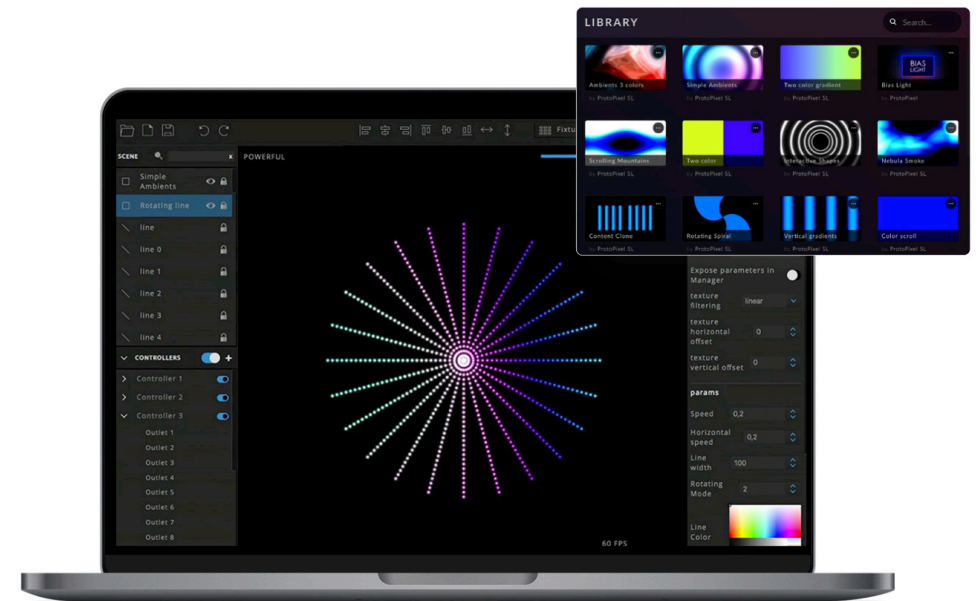 LIBRARY
Search...
Ambients 3 colors
Simple Ambients
Two color gradient
BIAS
LIGHT
Bias Light
by ProtoPixel SL
by ProtoPixel SL
by ProtoPixel SL
by ProtoPixel
Scrolling Mountains
Two color
Interactive Shapes
Nebula Smoke
by ProtoPixel SL
by ProtoPixel SL
by ProtoPixel SL
by ProtoPixel SL
Content Clone
Rotating Spiral
Vertical gradients
Color scroll
by ProtoPixel SL
by ProtoPixel SL
by ProtoPixel SL
by ProtoPixel SL
Fixtu
SCENE
x
POWERFUL
Simple
Ambients
Rotating line
line
line 0
line 1
line 2
line 3
line 4
CONTROLLERS
Controller 1
Controller 2
Controller 3
Outlet 1
Outlet 2
Outlet 3
Outlet 4
Outlet 5
Outlet 6
Outlet 7
Outlet 8
60 FPS
Expose parameters in
Manager
texture
filtering
linear
texture
horizontal
offset
0
texture
vertical offset
0
params
Speed
0,2
Horizontal
speed
0,2
Line
width
100
Rotating
Mode
2
Line
Color